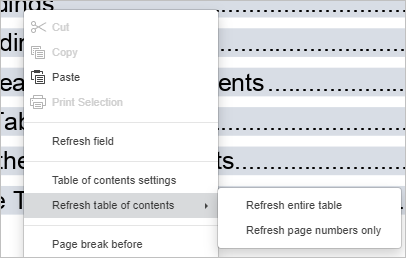 dings
Cut
Copy
Paste
Print Selection
Refresh field
Table of contents settings
Refresh table of contents
Refresh entire table
Refresh page numbers only
Page break before